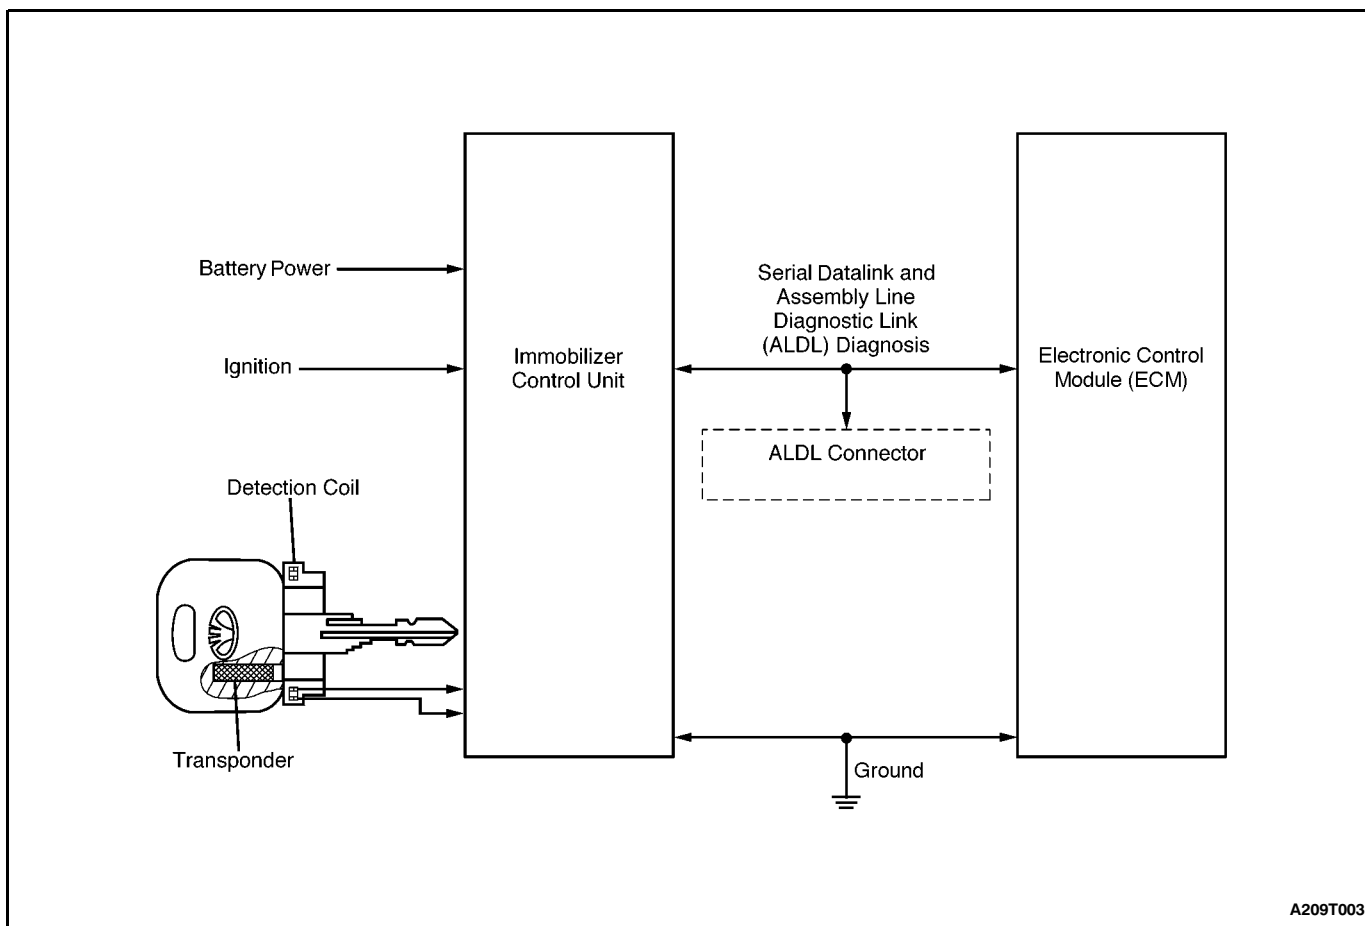 Battery Power
Ignition
Detection Coil
Transponder
Immobilizer
Control Unit
Serial Datalink and
Assembly Line
Diagnostic Link
(ALDL) Diagnosis
ALDL Connector
Ground
Electronic Control
Module (ECM)
A209T003